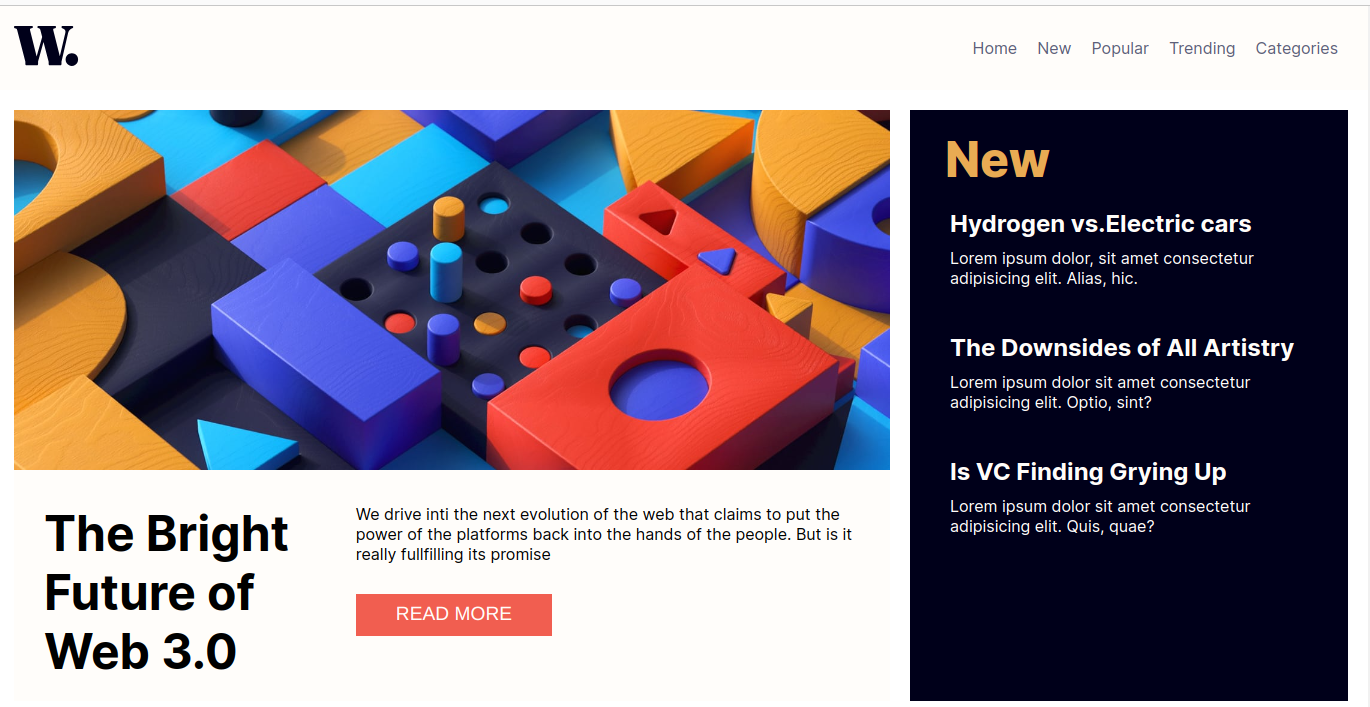 W.
Home New Popular Trending Categories
The Bright
Future of
Web 3.0
We drive inti the next evolution of the web that claims to put the
power of the platforms back into the hands of the people. But is it
really fullfilling its promise
READ MORE
New
Hydrogen vs.Electric cars
Lorem ipsum dolor, sit amet consectetur
adipisicing elit. Alias, hic.
The Downsides of All Artistry
Lorem ipsum dolor sit amet consectetur
adipisicing elit. Optio, sint?
Is VC Finding Grying Up
Lorem ipsum dolor sit amet consectetur
adipisicing elit. Quis, quae?